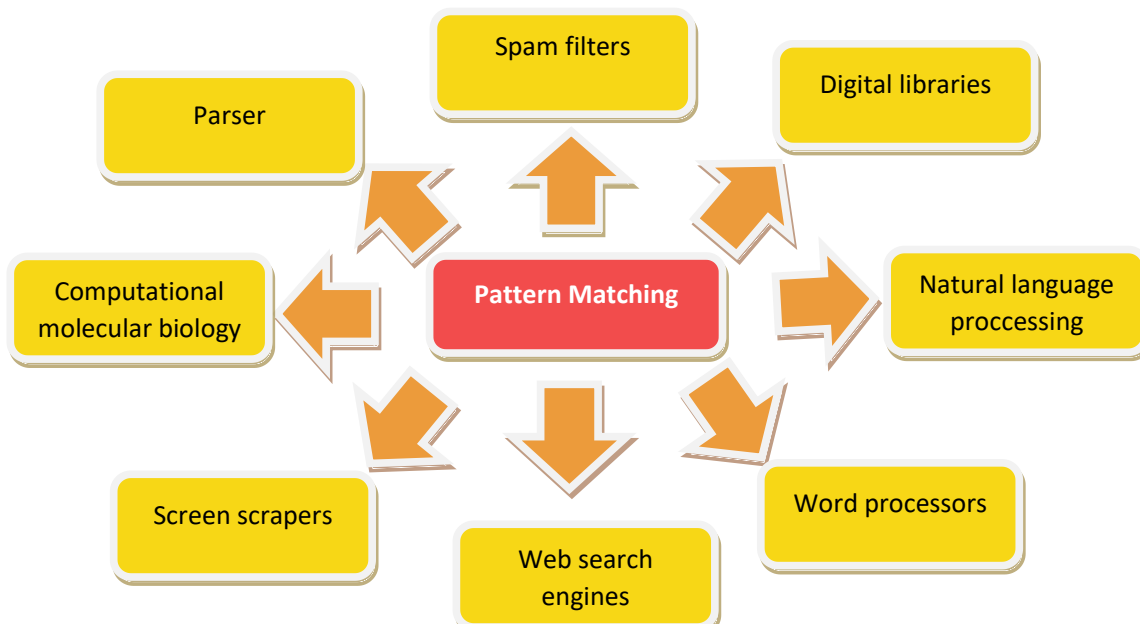 Spam filters
Digital libraries
Parser
Computational
molecular biology
Pattern Matching
Natural language
proccessing
Screen scrapers
Word processors
Web search
engines